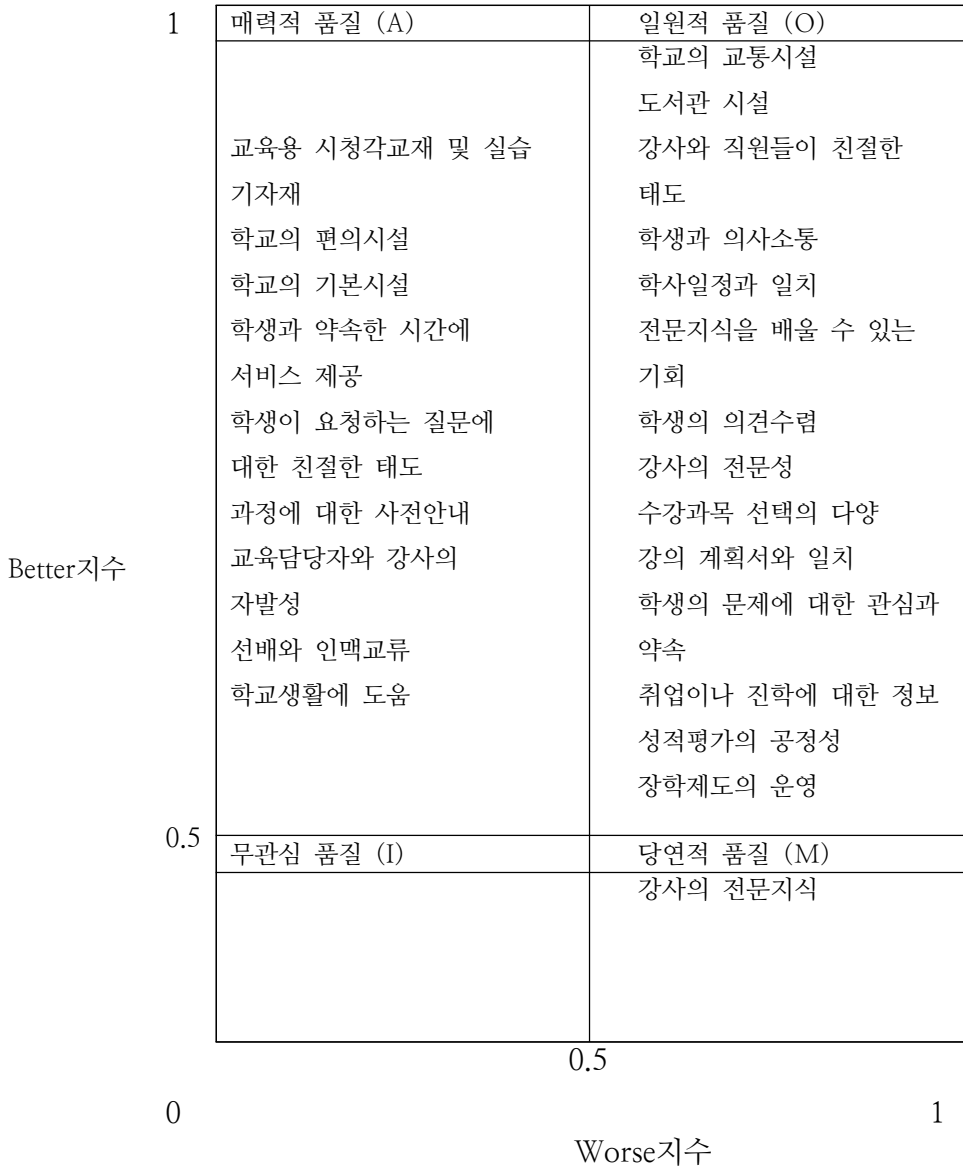 1
매력적 품질 (A)
교육용 시청각교재 및 실습
기자재
학교의 편의시설
학교의 기본시설
학생과 약속한 시간에
서비스 제공
학생이 요청하는 질문에
대한 친절한 태도
과정에 대한 사전안내
교육담당자와 강사의
자발성
선배와 인맥교류
학교생활에 도움
일원적 품질 (O)
학교의 교통시설
도서관 시설
강사와 직원들이 친절한
태도
학생과 의사소통
학사일정과 일치
전문지식을 배울 수 있는
기회
학생의 의견수렴
강사의 전문성
수강과목 선택의 다양
강의 계획서와 일치
학생의 문제에 대한 관심과
약속
취업이나 진학에 대한 정보
성적평가의 공정성
장학제도의 운영
Better지수
0.5
무관심 품질 (I)
당연적 품질 (M)
강사의 전문지식
0.5
0
1
Worse지수